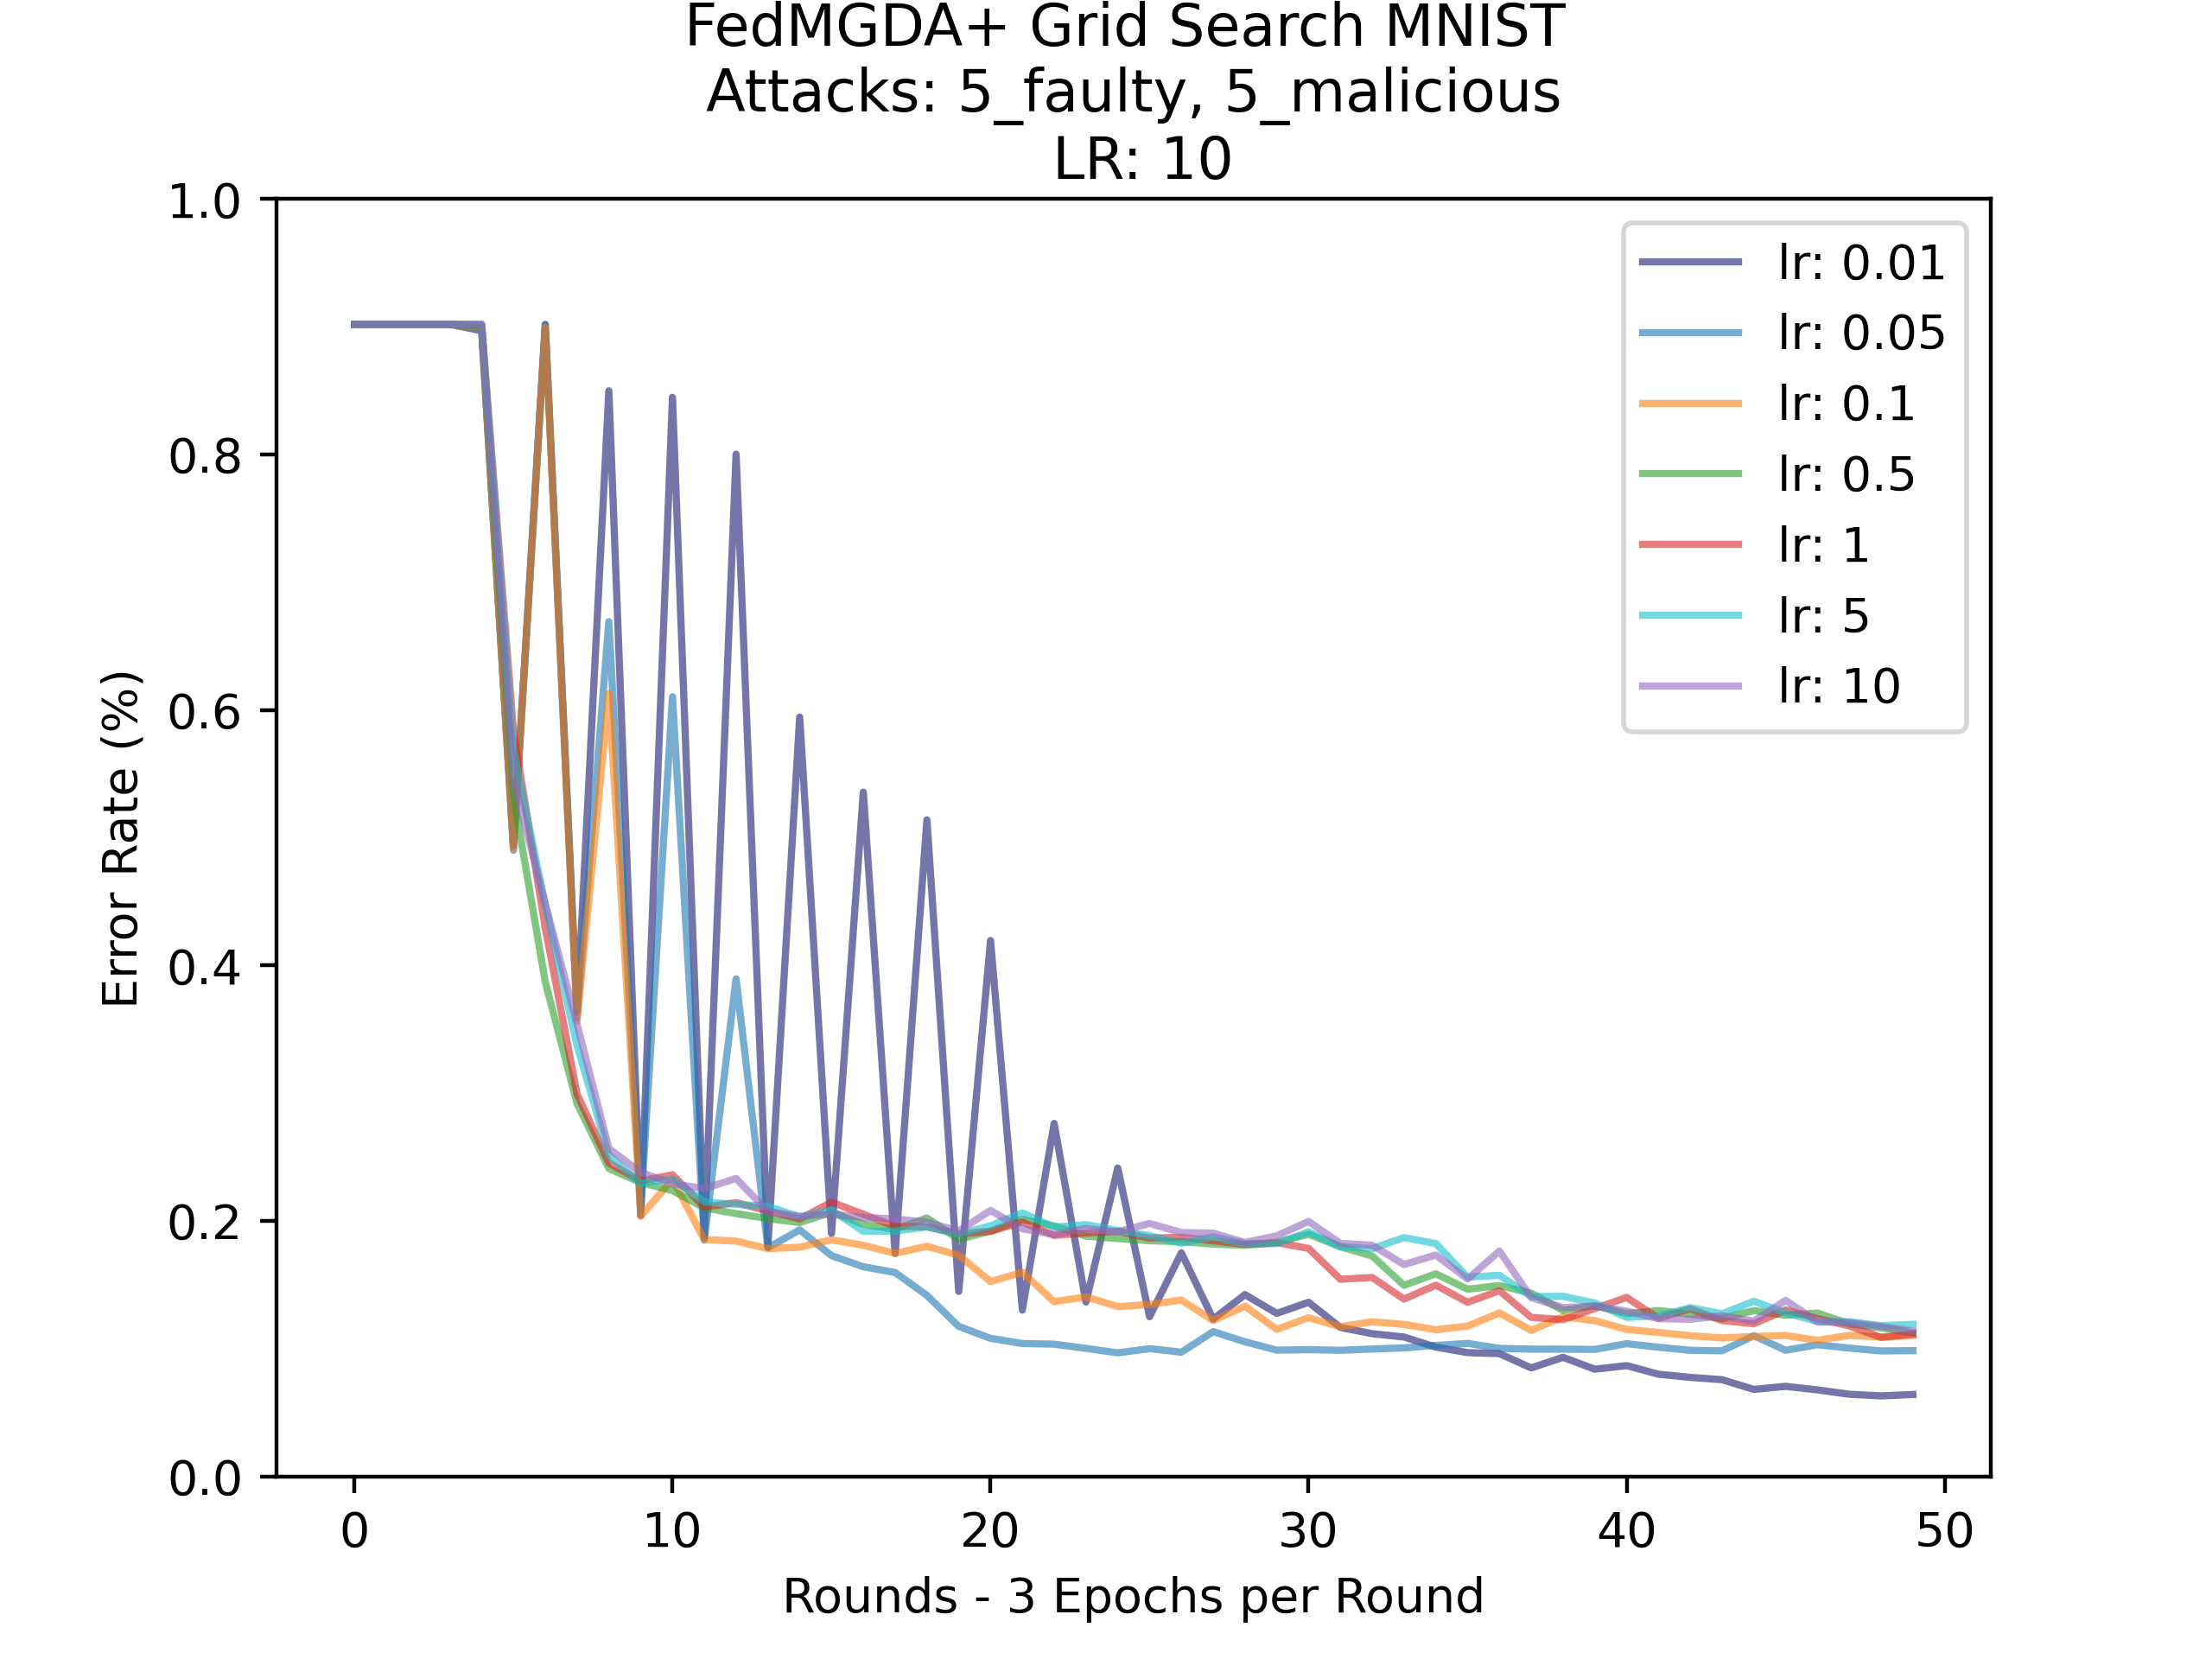 FedMGDA+ Grid Search MNIST
Attacks: 5_faulty, 5_malicious
LR: 10
1.0
0.8
0.6
0.4
0.2
0.0
Error Rate (%)
lr: 0.01
lr: 0.05
lr: 0.1
lr: 0.5
lr: 1
lr: 5
lr: 10
0 10 20 30 40 50
Rounds - 3 Epochs per Round